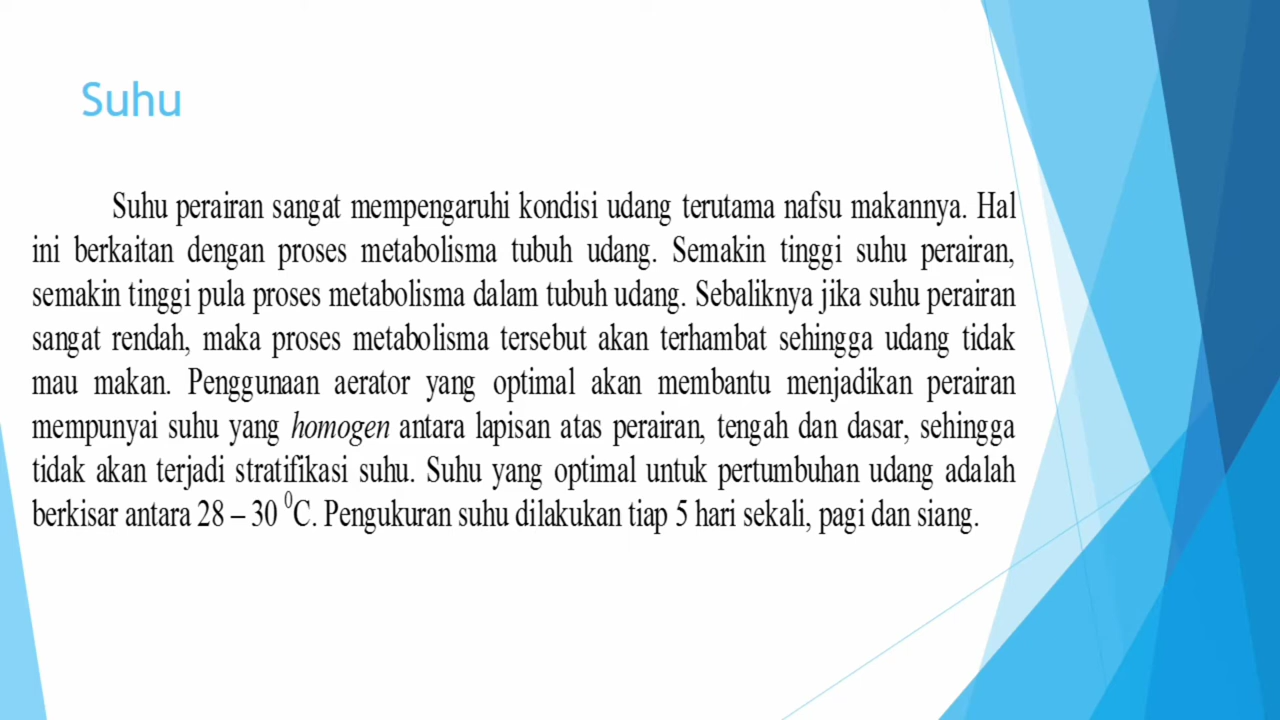 Suhu
Suhu perairan sangat mempengaruhi kondisi udang terutama nafsu makannya. Hal
ini berkaitan dengan proses metabolisma tubuh udang. Semakin tinggi suhu perairan,
semakin tinggi pula proses metabolisma dalam tubuh udang. Sebaliknya jika suhu perairan
sangat rendah, maka proses metabolisma tersebut akan terhambat sehingga udang tidak
mau makan. Penggunaan aerator yang optimal akan membantu menjadikan perairan
mempunyai suhu yang homogen antara lapisan atas perairan, tengah dan dasar, sehingga
tidak akan terjadi stratifikasi suhu. Suhu yang optimal untuk pertumbuhan udang adalah
berkisar antara 28 – 30 ⁰C. Pengukuran suhu dilakukan tiap 5 hari sekali, pagi dan siang.